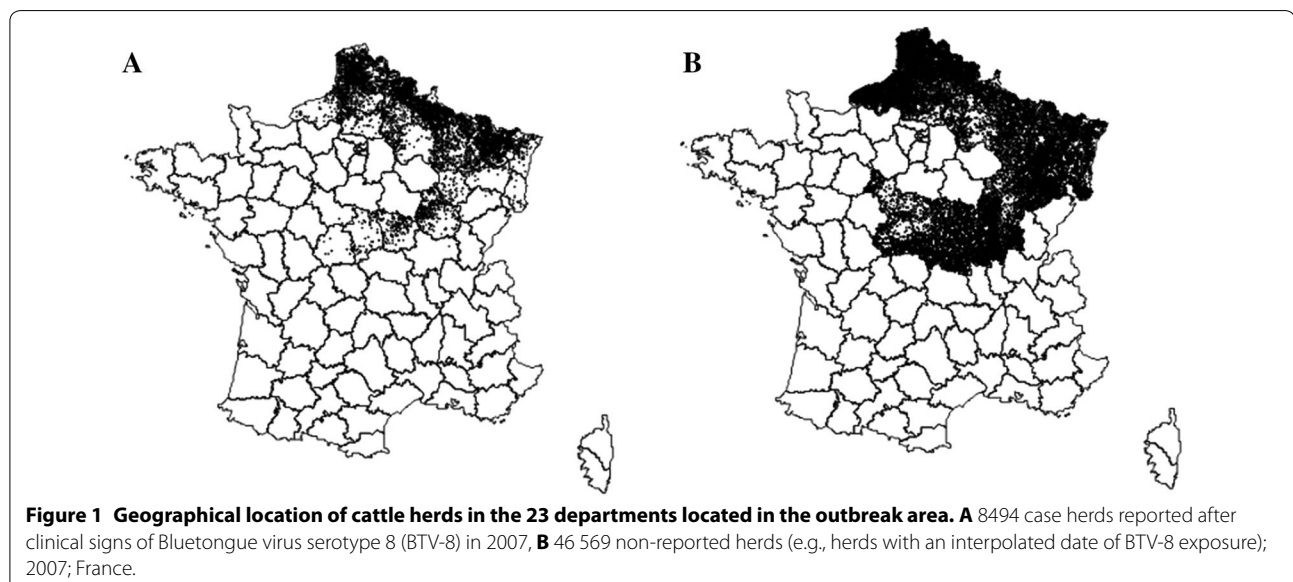 A
B
Figure 1 Geographical location of cattle herds in the 23 departments located in the outbreak area. A 8494 case herds reported after
clinical signs of Bluetongue virus serotype 8 (BTV-8) in 2007, B 46 569 non-reported herds (e.g., herds with an interpolated date of BTV-8 exposure);
2007; France.